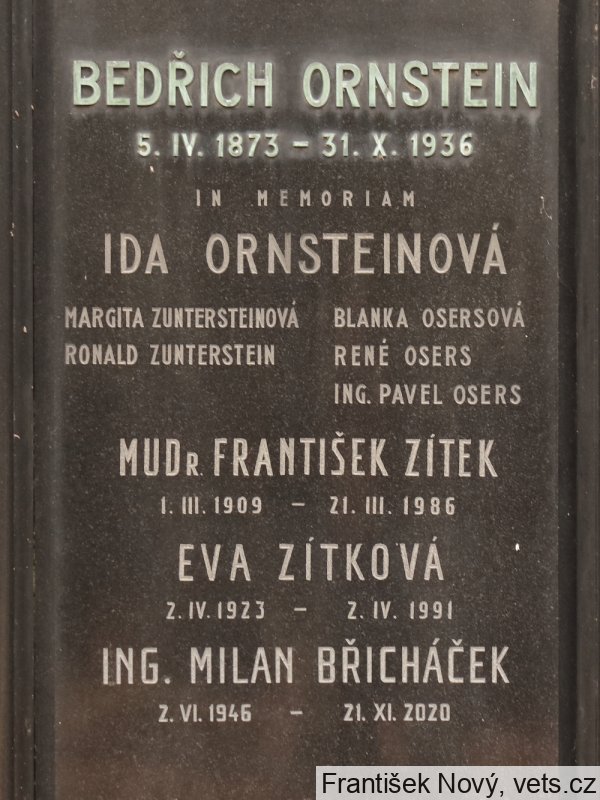 BEDŘICH ORNSTEIN
5. IV. 1873 – 31. X. 1936
IN MEMORIAM
IDA ORNSTEINOVÁ
MARGITA ZUNTERSTEINOVÁ
RONALD ZUNTERSTEIN
BLANKA OSERSOVÁ
RENÉ OSERS
ING. PAVEL OSERS
MUDR. FRANTIŠEK ZÍTEK
1. III. 1909 – 21. III. 1986
EVA ZÍTKOVÁ
2. IV. 1923 – 2. IV. 1991
ING. MILAN BŘICHÁČEK
2. VI. 1946 – 21. XI. 2020
František Nový, vets.cz